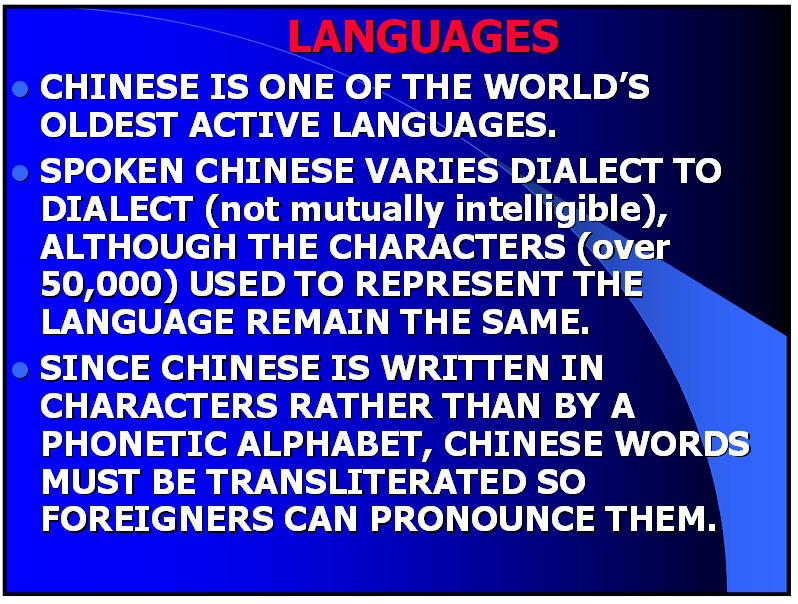 LANGUAGES
CHINESE IS ONE OF THE WORLD’S
OLDEST ACTIVE LANGUAGES.
SPOKEN CHINESE VARIES DIALECT TO
DIALECT (not mutually intelligible),
ALTHOUGH THE CHARACTERS (over
50,000) USED TO REPRESENT THE
LANGUAGE REMAIN THE SAME.
SINCE CHINESE IS WRITTEN IN
CHARACTERS RATHER THAN BY A
PHONETIC ALPHABET, CHINESE WORDS
MUST BE TRANSLITERATED SO
FOREIGNERS CAN PRONOUNCE THEM.